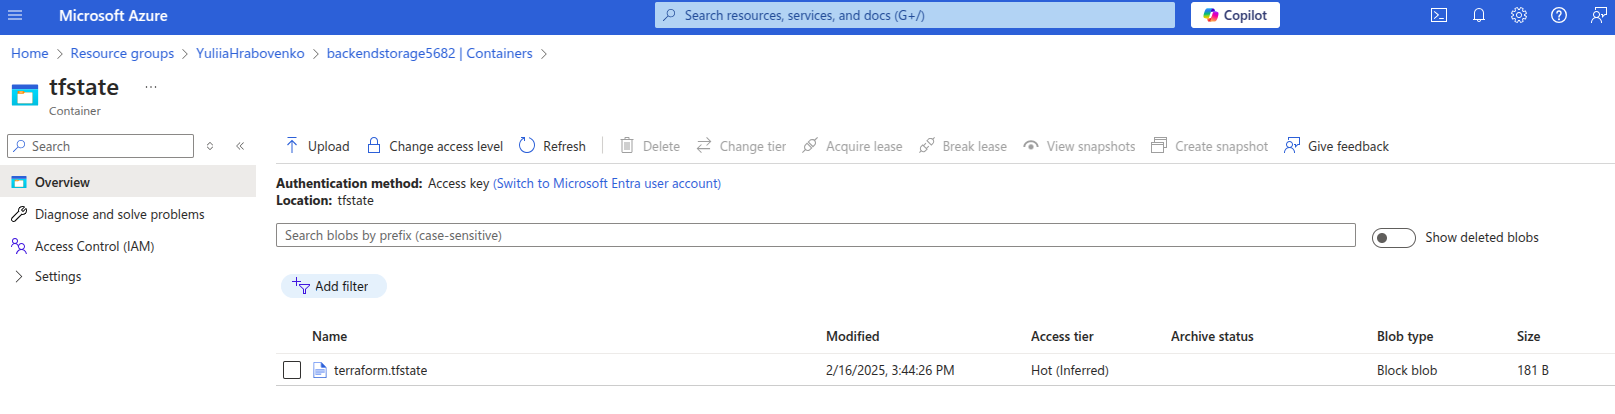 Microsoft Azure
Search resources, services, and docs (G+/)
Copilot
Home > Resource groups > YuliiaHrabovenko > backendstorage5682 | Containers >
tfstate ...
Container
Search
Overview
Diagnose and solve problems
Access Control (IAM)
Settings
Upload Change access level Refresh Delete Change tier Acquire lease Break lease View snapshots Create snapshot Give feedback
Authentication method: Access key (Switch to Microsoft Entra user account)
Location: tfstate
Search blobs by prefix (case-sensitive)
Show deleted blobs
Add filter
Name Modified Access tier Archive status Blob type Size
terraform.tfstate 2/16/2025, 3:44:26 PM Hot (Inferred) Block blob 181 B